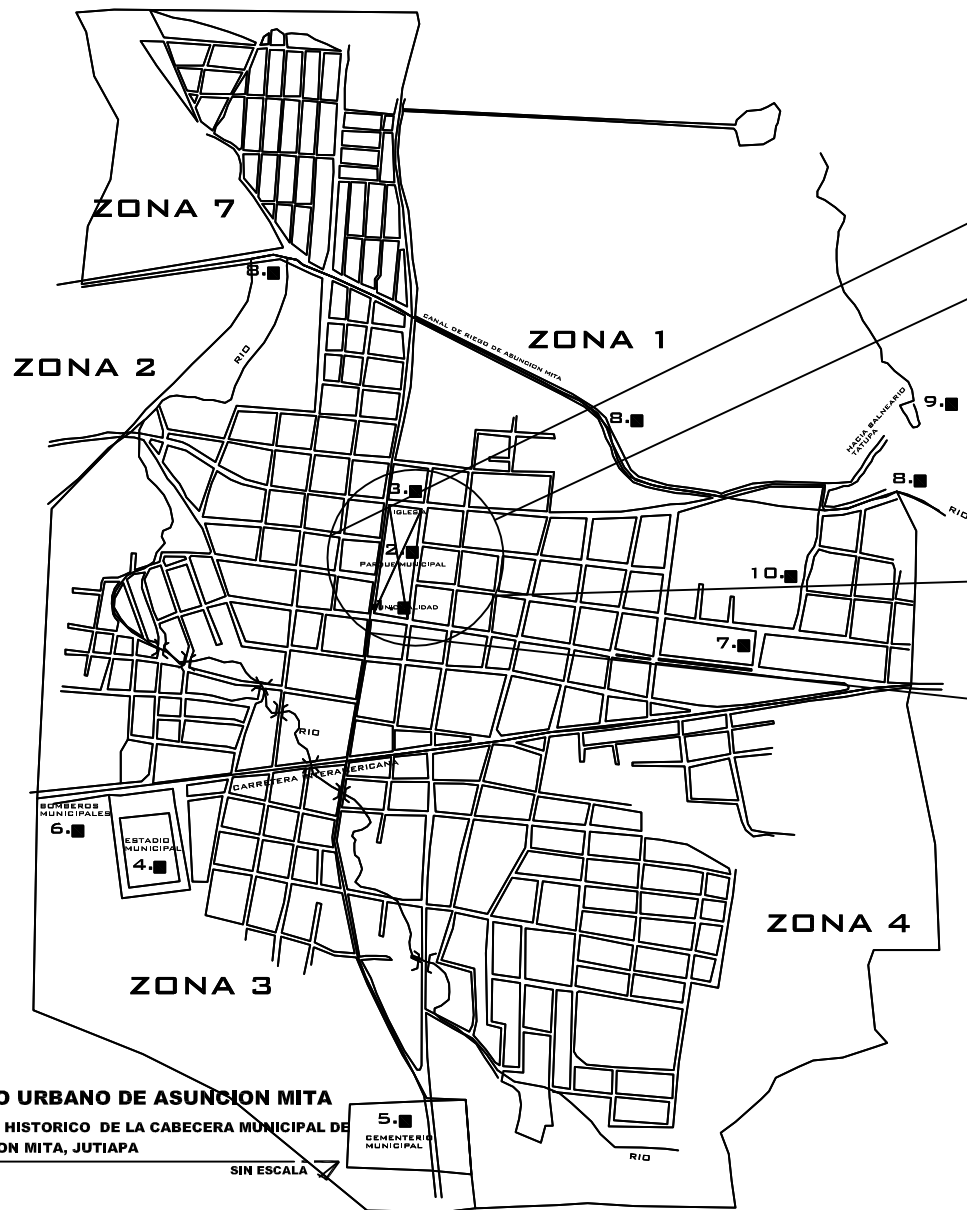 ZONA 7
8.
CANAL DE RIEGO DE ASUNCION MITA
ZONA 1
ZONA 2
RIO
8.
9.
HACIA BALNEARIO
TATUPA
8.
RIO
3.
IGLESIA
2.
PARQUE MUNICIPAL
10.
7.
RIO
CARRETERA INTERAMERICANA
BOMBEROS
MUNICIPALES
6.
ESTADIO
MUNICIPAL
4.
ZONA 4
ZONA 3
O URBANO DE ASUNCION MITA
HISTORICO DE LA CABECERA MUNICIPAL DE
ON MITA, JUTIAPA
SIN ESCALA
5.
CEMENTERIO
MUNICIPAL
RIO